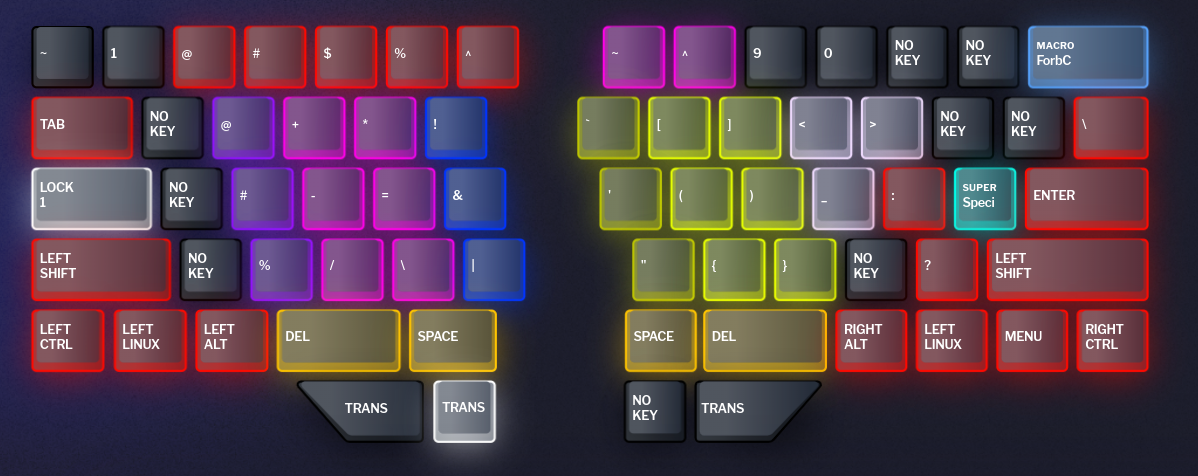 ~ 1 @ # $ % ^ ~ ^ 9 0 NO KEY NO KEY MACRO ForbC
TAB NO KEY @ + * ! ` [ ] < > NO KEY NO KEY \
LOCK 1 NO KEY # - = & ' ( ) _ : SUPER Speci ENTER
LEFT SHIFT NO KEY % / \ | " { } NO KEY ? LEFT SHIFT
LEFT CTRL LEFT LINUX LEFT ALT DEL SPACE SPACE DEL RIGHT ALT LEFT LINUX MENU RIGHT CTRL
TRANS TRANS NO KEY TRANS